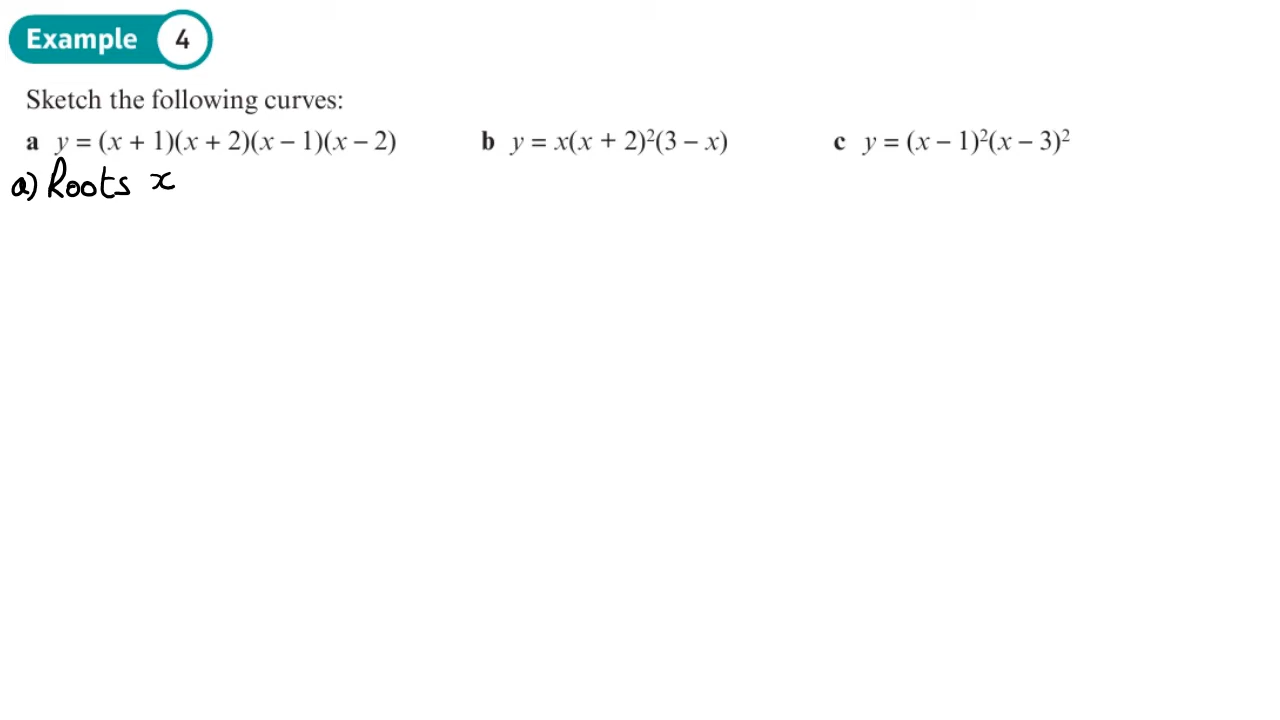 Example 4
Sketch the following curves:
a y = (x + 1)(x + 2)(x − 1)(x − 2) b y = x(x + 2)²(3 − x) c y = (x − 1)²(x − 3)²
a) Roots x